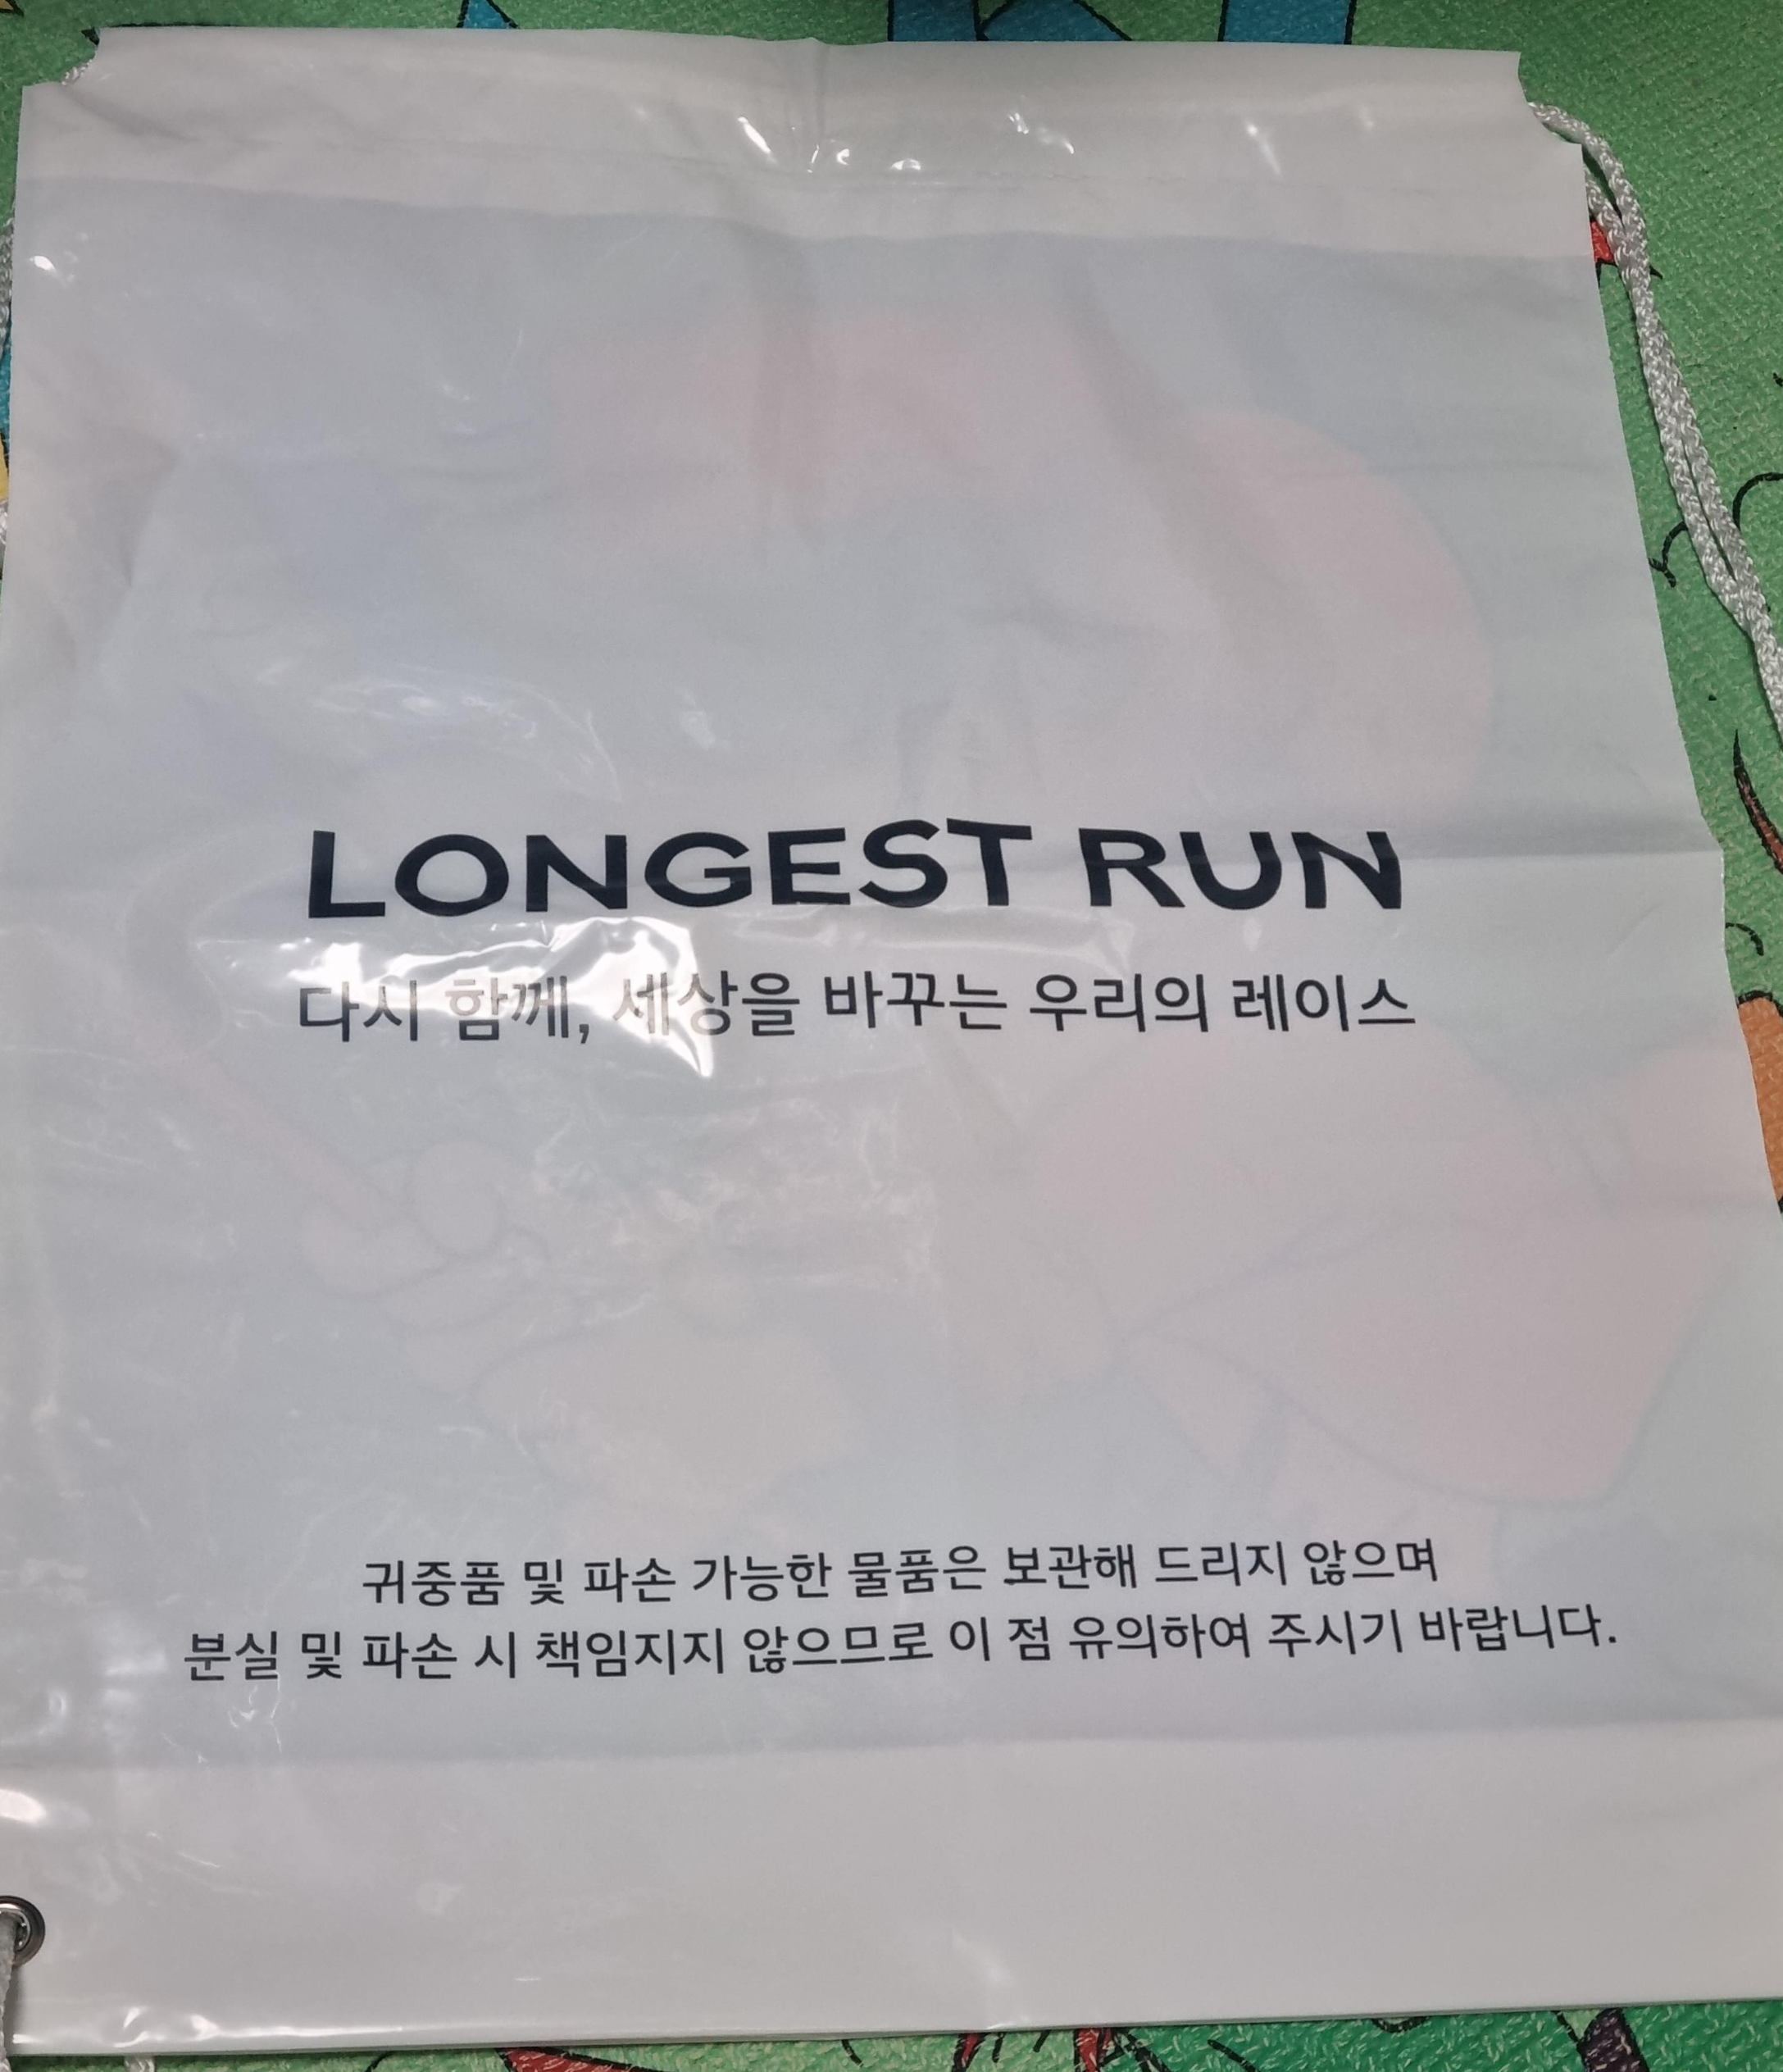 LONGEST RUN
다시 함께, 세상을 바꾸는 우리의 레이스
귀중품 및 파손 가능한 물품은 보관해 드리지 않으며
분실 및 파손 시 책임지지 않으므로 이 점 유의하여 주시기 바랍니다.